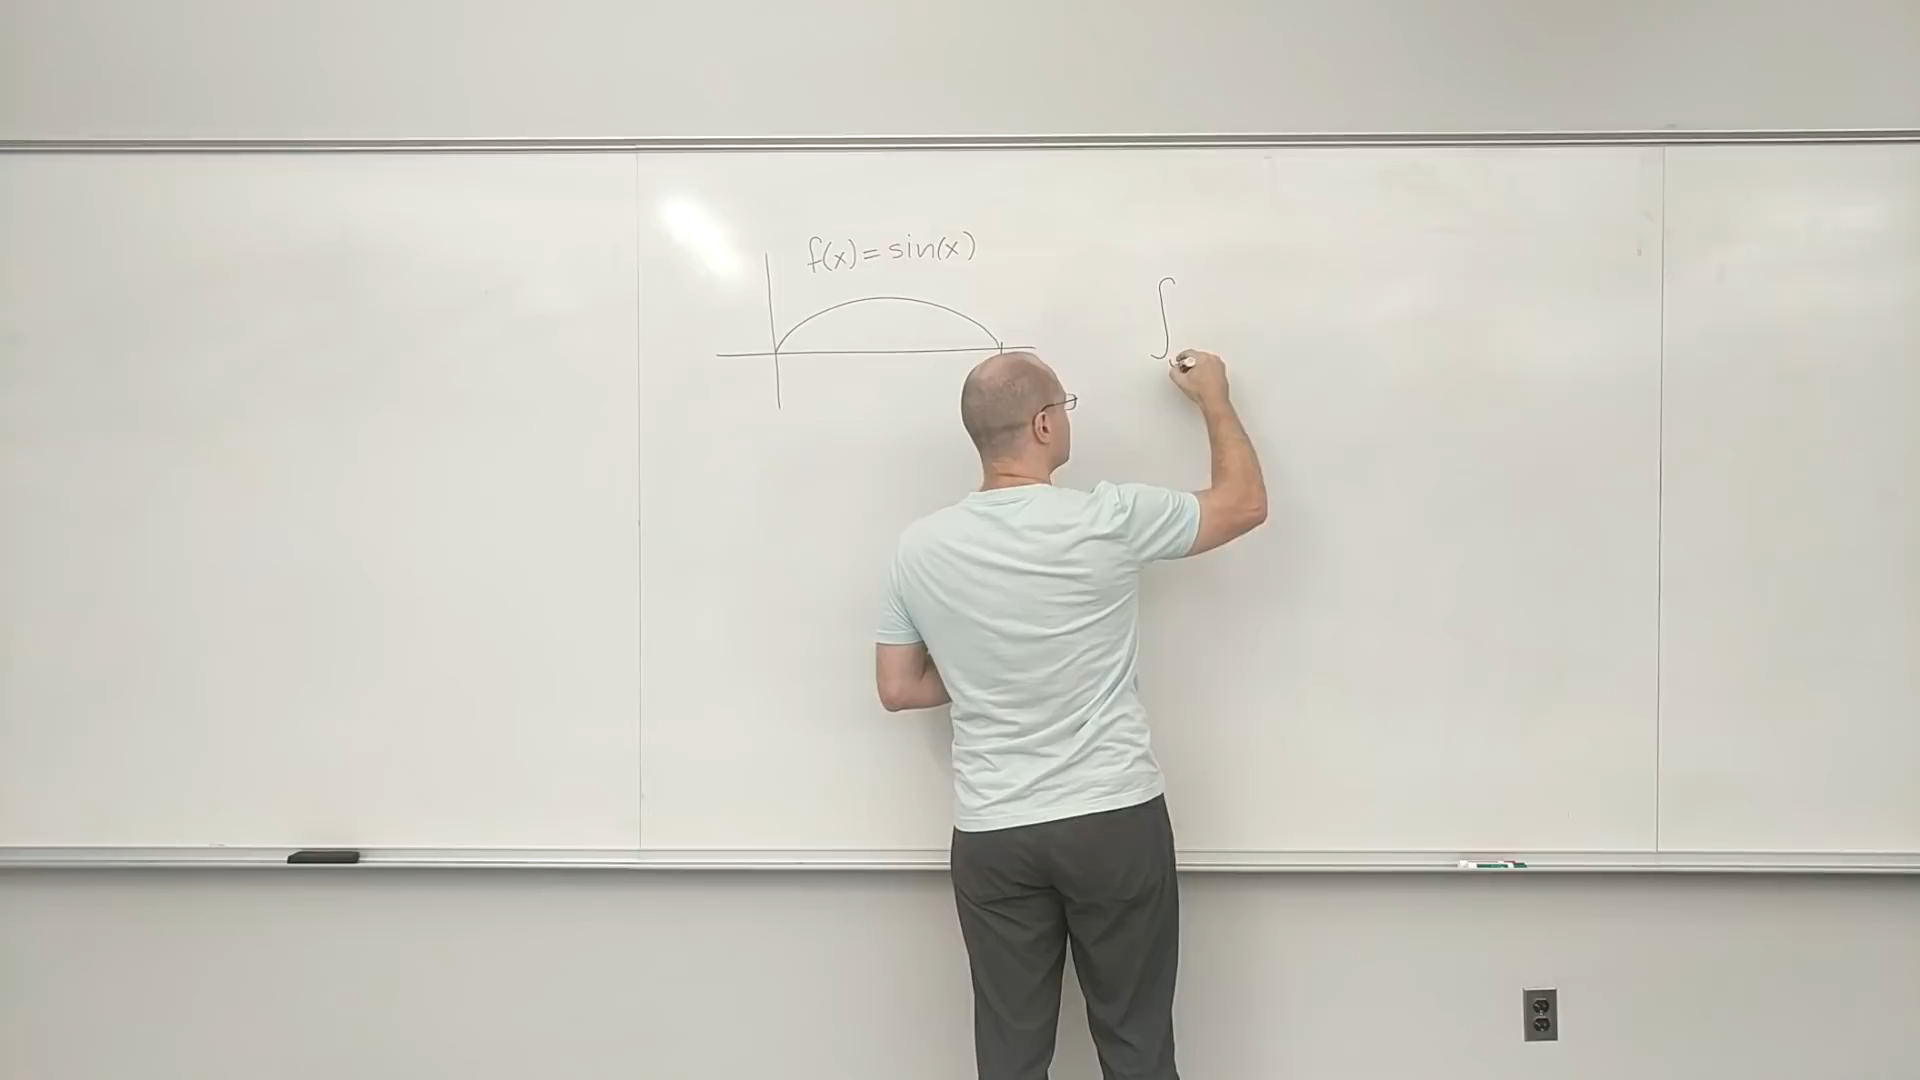 f(x) = sin(x)
∫